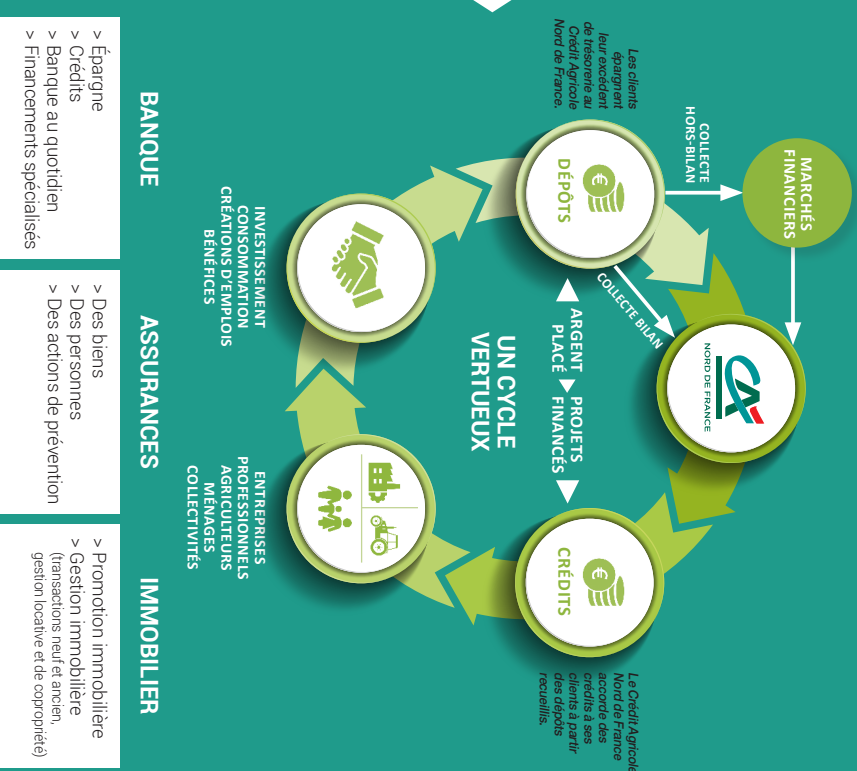 MARCHÉS
FINANCIERS
COLLECTE
HORS-BILAN
Les clients
épargnent
leur excédent
de trésorerie au
Crédit Agricole
Nord de France.
DÉPÔTS
COLLECTE BILAN
CA
NORD DE FRANCE
ARGENT
PLACÉ
PROJETS
FINANCÉS
UN CYCLE
VERTUEUX
CRÉDITS
Le Crédit Agricole
Nord de France
accorde des
crédits à ses
clients à partir
des dépôts
recueillis.
INVESTISSEMENT
CONSOMMATION
CRÉATIONS D'EMPLOIS
BÉNÉFICES
ENTREPRISES
PROFESSIONNELS
AGRICULTEURS
MÉNAGES
COLLECTIVITÉS
BANQUE
> Épargne
> Crédits
> Banque au quotidien
> Financements spécialisés
ASSURANCES
> Des biens
> Des personnes
> Des actions de prévention
IMMOBILIER
> Promotion immobilière
> Gestion immobilière
(transactions neuf et ancien,
gestion locative et de copropriété)